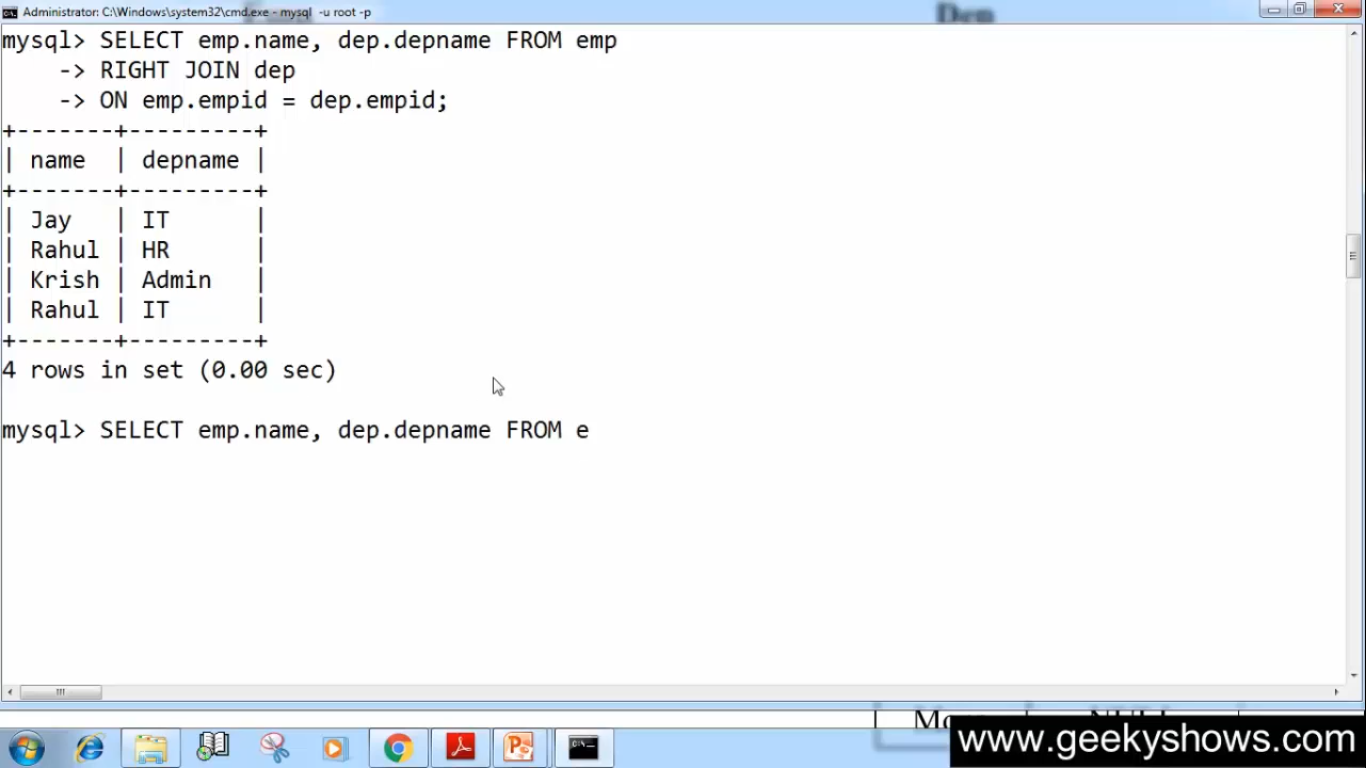 Administrator: C:\Windows\system32\cmd.exe - mysql -u root -p
Dep
mysql> SELECT emp.name, dep.depname FROM emp
    -> RIGHT JOIN dep
    -> ON emp.empid = dep.empid;
+-------+---------+
| name  | depname |
+-------+---------+
| Jay   | IT      |
| Rahul | HR      |
| Krish | Admin   |
| Rahul | IT      |
+-------+---------+
4 rows in set (0.00 sec)
mysql> SELECT emp.name, dep.depname FROM e
www.geekyshows.com